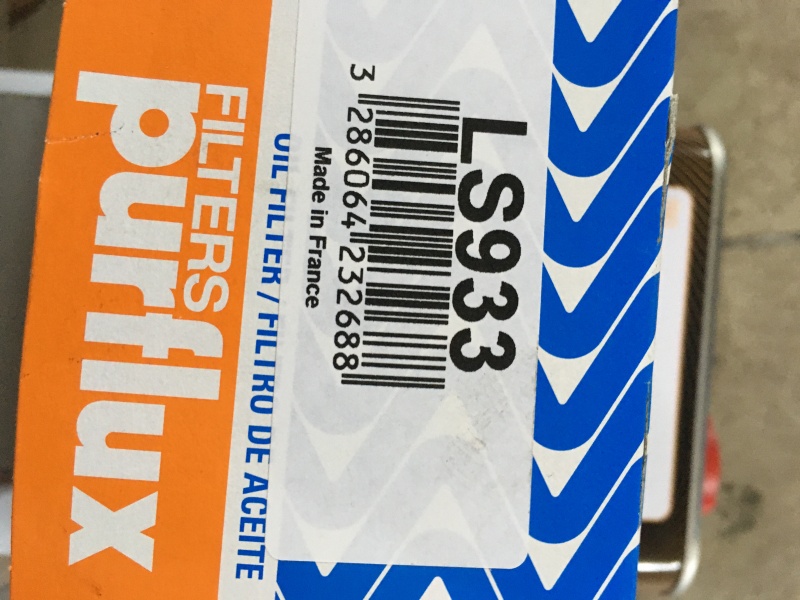 LS933
3 286064 232688
Made in France
OIL FILTER / FILTRO DE ACEITE
FILTERS
purflux